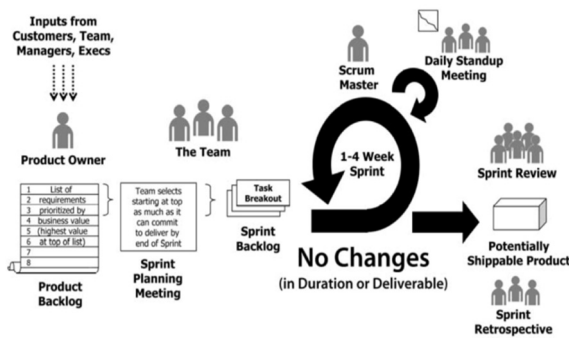 Inputs from
Customers, Team,
Managers, Execs
Product Owner
The Team
Scrum
Master
Daily Standup
Meeting
1-4 Week
Sprint
Sprint Review
1 List of
2 requirements
3 prioritized by
4 business value
5 (highest value
6 at top of list)
7
8
Product
Backlog
Team selects
starting at top
as much as it
can commit
to deliver by
end of Sprint
Sprint
Planning
Meeting
Task
Breakout
Sprint
Backlog
No Changes
(in Duration or Deliverable)
Potentially
Shippable Product
Sprint
Retrospective